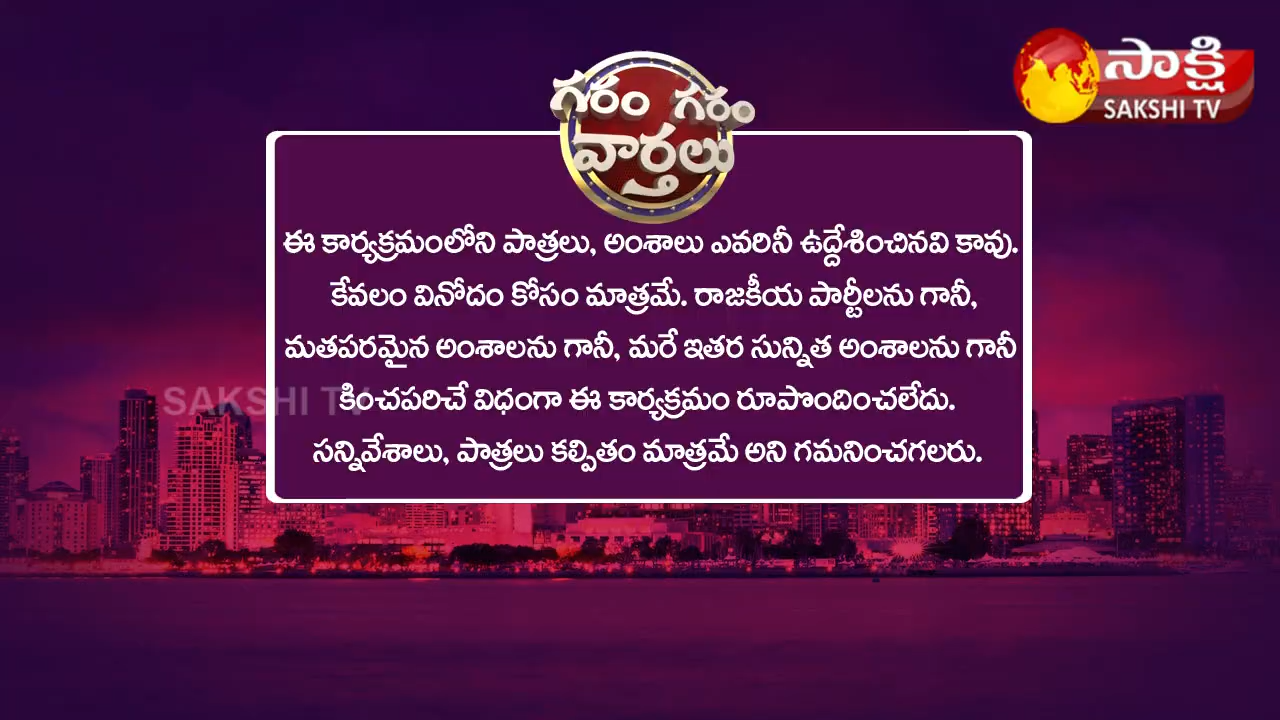 సాక్షి
SAKSHI TV
గరం గరం
వార్తలు
ఈ కార్యక్రమంలోని పాత్రలు, అంశాలు ఎవరినీ ఉద్దేశించినవి కావు.
కేవలం వినోదం కోసం మాత్రమే. రాజకీయ పార్టీలను గానీ,
మతపరమైన అంశాలను గానీ, మరే ఇతర సున్నిత అంశాలను గానీ
SAKSHI TV
కించపరిచే విధంగా ఈ కార్యక్రమం రూపొందించలేదు.
సన్నివేశాలు, పాత్రలు కల్పితం మాత్రమే అని గమనించగలరు.